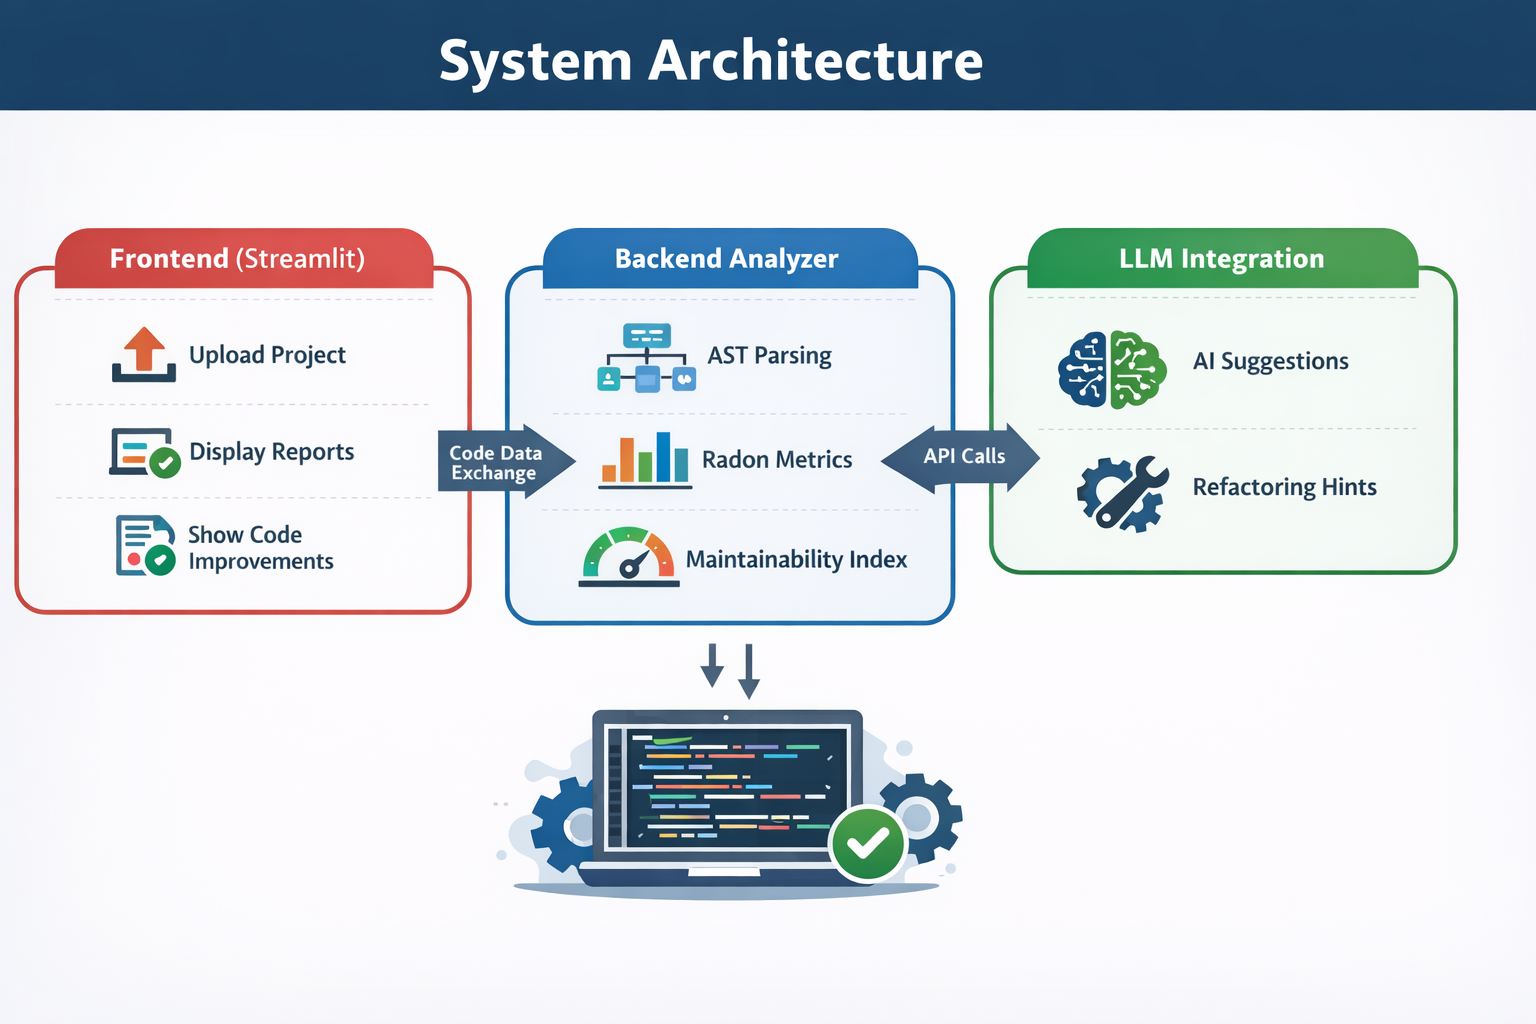 System Architecture
Frontend (Streamlit)
Upload Project
Display Reports
Show Code
Improvements
Code Data
Exchange
Backend Analyzer
AST Parsing
Radon Metrics
Maintainability Index
API Calls
LLM Integration
AI Suggestions
Refactoring Hints